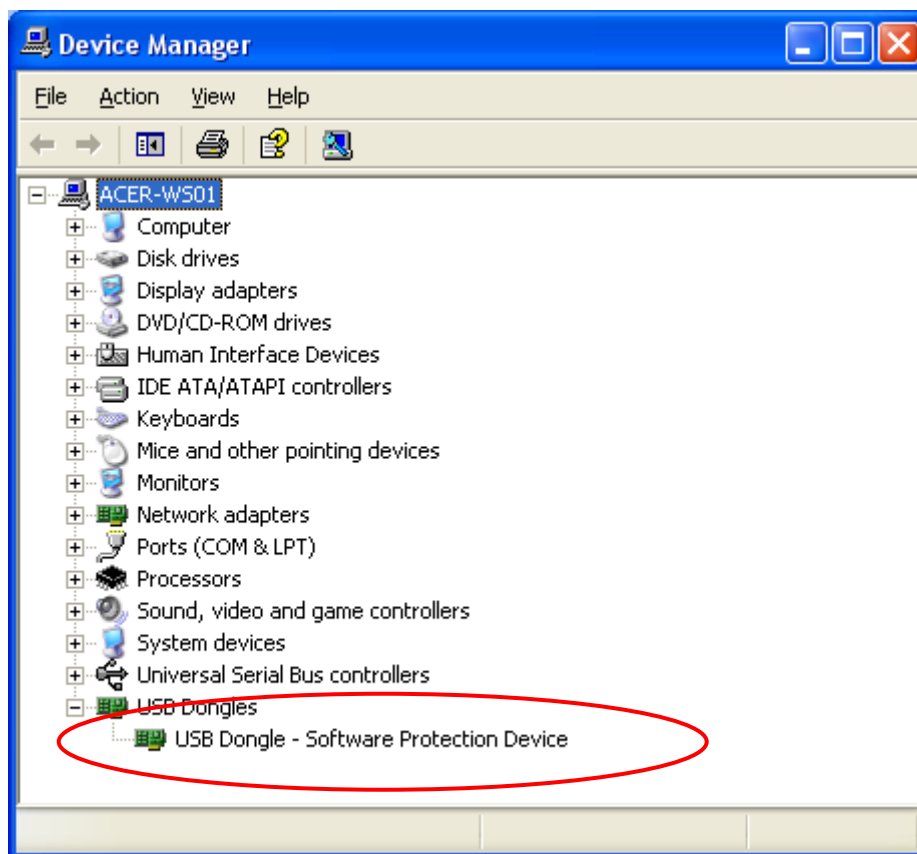 Device Manager
File Action View Help
ACER-WS01
Computer
Disk drives
Display adapters
DVD/CD-ROM drives
Human Interface Devices
IDE ATA/ATAPI controllers
Keyboards
Mice and other pointing devices
Monitors
Network adapters
Ports (COM & LPT)
Processors
Sound, video and game controllers
System devices
Universal Serial Bus controllers
USB Dongles
USB Dongle - Software Protection Device